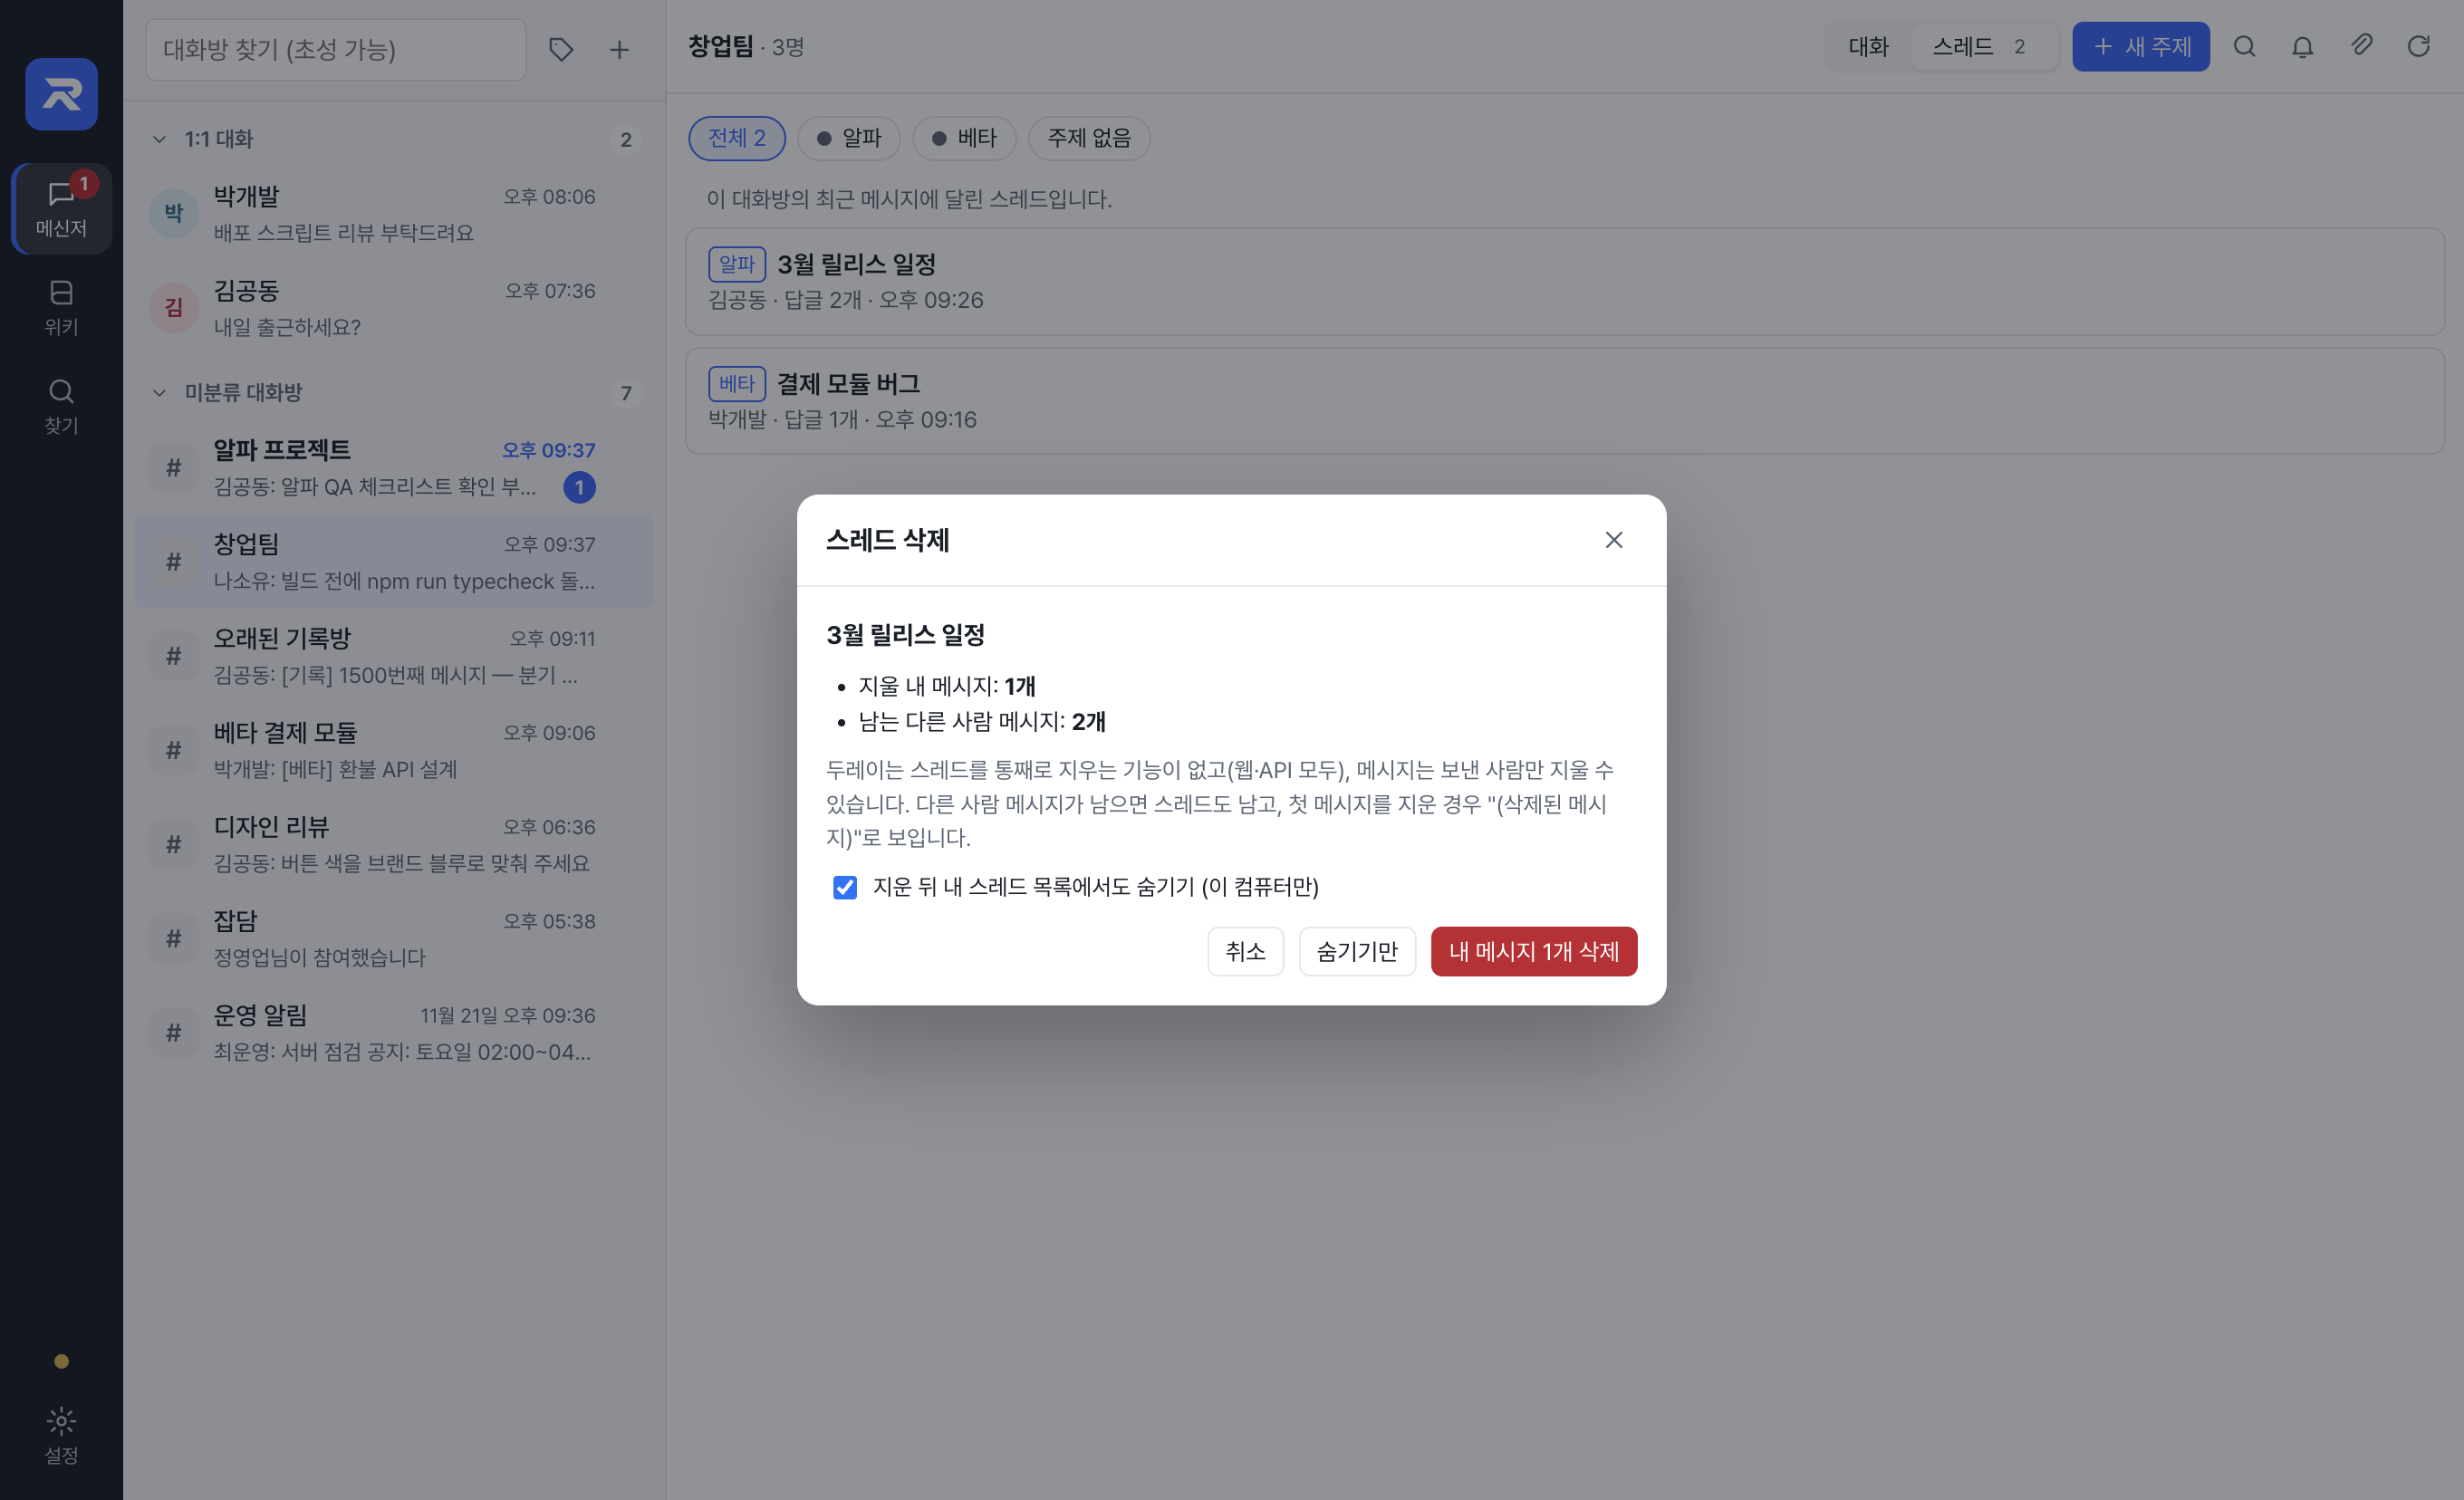 메신저
1
위키
찾기
설정
대화방 찾기 (초성 가능)
1:1 대화
2
박
박개발
오후 08:06
배포 스크립트 리뷰 부탁드려요
김
김공동
오후 07:36
내일 출근하세요?
미분류 대화방
7
#
알파 프로젝트
오후 09:37
김공동: 알파 QA 체크리스트 확인 부...
1
#
창업팀
오후 09:37
나소유: 빌드 전에 npm run typecheck 돌...
#
오래된 기록방
오후 09:11
김공동: [기록] 1500번째 메시지 — 분기 ...
#
베타 결제 모듈
오후 09:06
박개발: [베타] 환불 API 설계
#
디자인 리뷰
오후 06:36
김공동: 버튼 색을 브랜드 블루로 맞춰 주세요
#
잡담
오후 05:38
정영업님이 참여했습니다
#
운영 알림
11월 21일 오후 09:36
최운영: 서버 점검 공지: 토요일 02:00~04...
창업팀 · 3명
대화
스레드 2
+ 새 주제
전체 2
알파
베타
주제 없음
이 대화방의 최근 메시지에 달린 스레드입니다.
알파 3월 릴리스 일정
김공동 · 답글 2개 · 오후 09:26
베타 결제 모듈 버그
박개발 · 답글 1개 · 오후 09:16
스레드 삭제
3월 릴리스 일정
• 지울 내 메시지: 1개
• 남는 다른 사람 메시지: 2개
두레이는 스레드를 통째로 지우는 기능이 없고(웹·API 모두), 메시지는 보낸 사람만 지울 수
있습니다. 다른 사람 메시지가 남으면 스레드도 남고, 첫 메시지를 지운 경우 "(삭제된 메시
지)"로 보입니다.
지운 뒤 내 스레드 목록에서도 숨기기 (이 컴퓨터만)
취소
숨기기만
내 메시지 1개 삭제